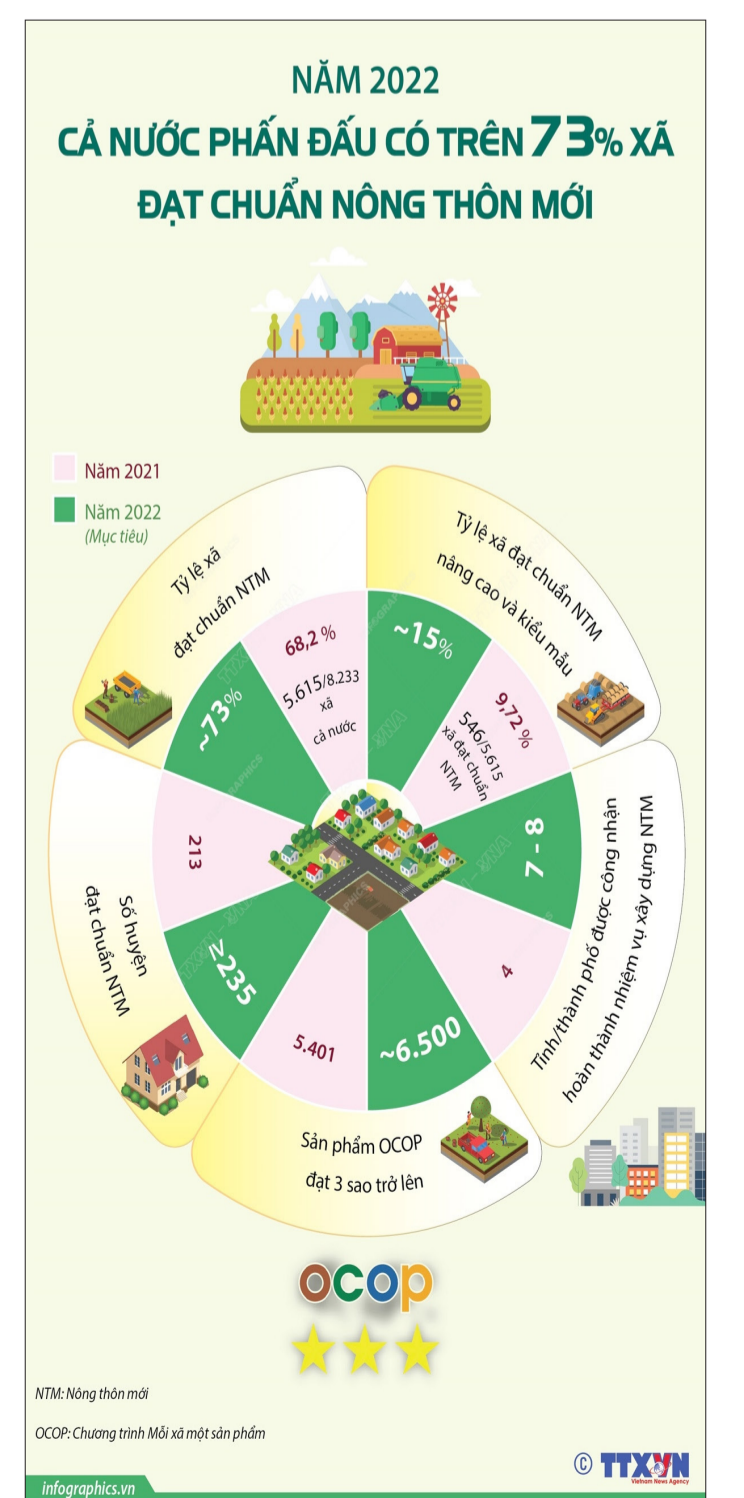 NĂM 2022
CẢ NƯỚC PHẤN ĐẤU CÓ TRÊN 73% XÃ
ĐẠT CHUẨN NÔNG THÔN MỚI
Năm 2021
Năm 2022
(Mục tiêu)
Tỷ lệ xã
đạt chuẩn NTM
68,2 %
5.615/8.233
xã
cả nước
~73%
Tỷ lệ xã đạt chuẩn NTM
nâng cao và kiểu mẫu
~15%
9,72 %
546/5.615
xã đạt chuẩn
NTM
Tỉnh/thành phố được công nhận
hoàn thành nhiệm vụ xây dựng NTM
7 - 8
4
Sản phẩm OCOP
đạt 3 sao trở lên
~6.500
5.401
Số huyện
đạt chuẩn NTM
≥235
213
ocop
NTM: Nông thôn mới
OCOP: Chương trình Mỗi xã một sản phẩm
© TTXVN
Vietnam News Agency
infographics.vn